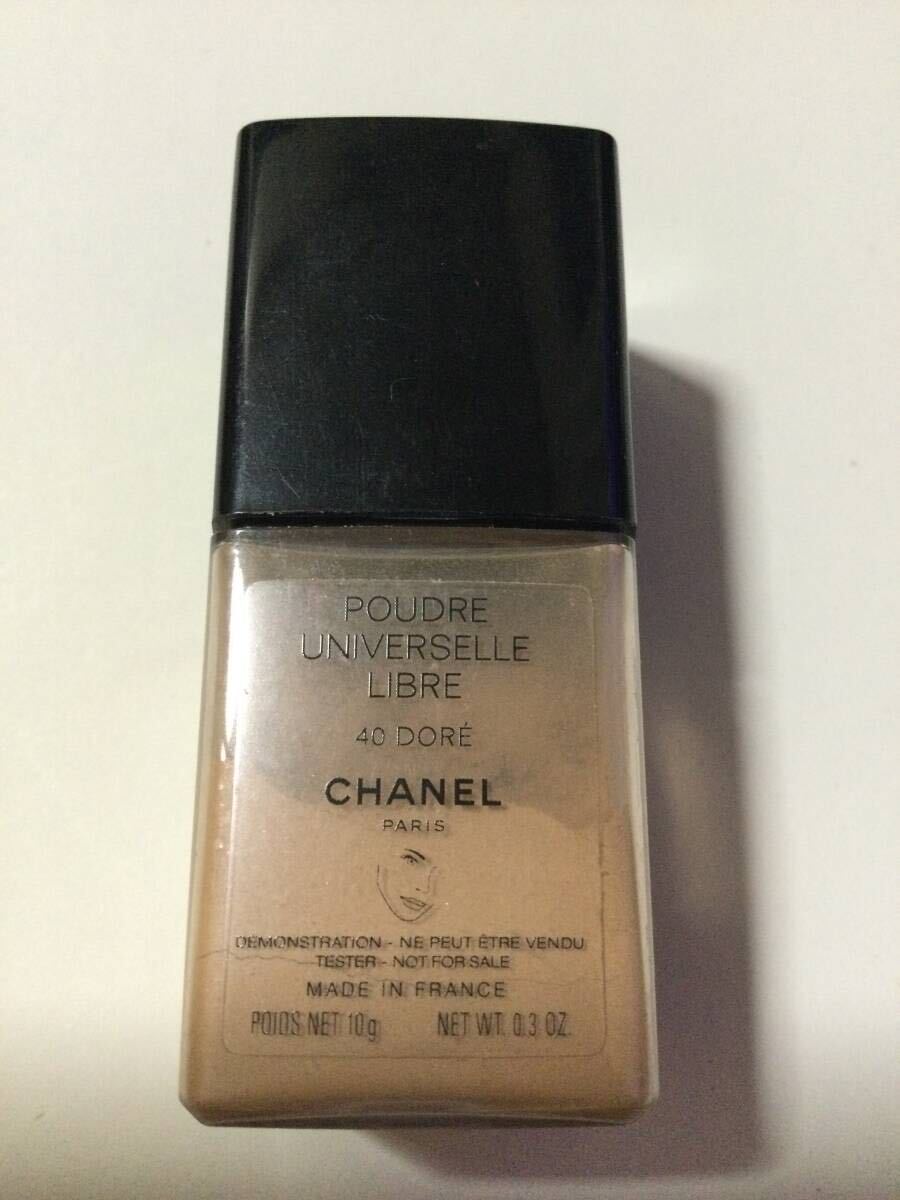 POUDRE
UNIVERSELLE
LIBRE
40 DORÉ
CHANEL
PARIS
DÉMONSTRATION - NE PEUT ÊTRE VENDU
TESTER - NOT FOR SALE
MADE IN FRANCE
POIDS NET 10g NET WT. 0.3 OZ.